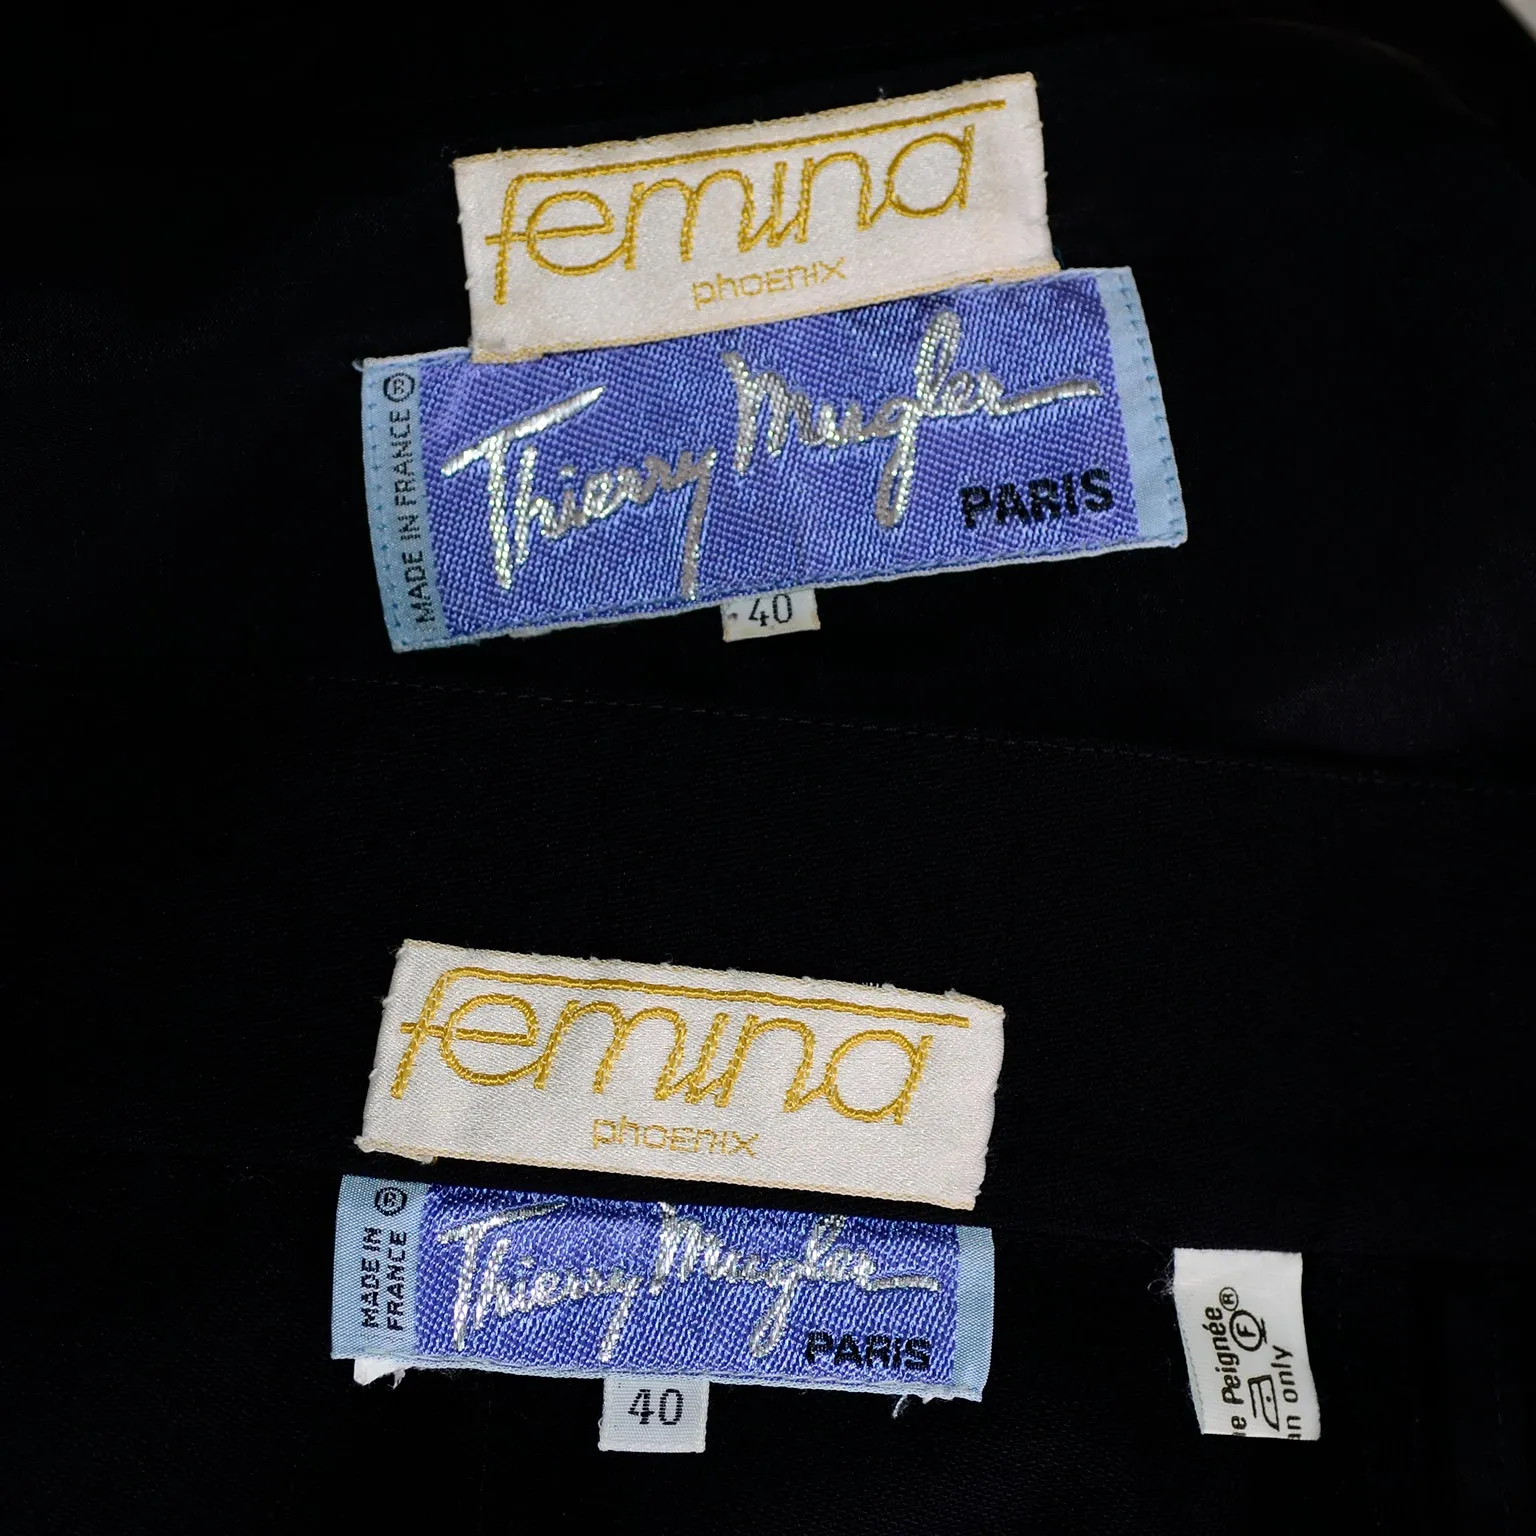 femina
phoenix
MADE IN FRANCE ®
Thierry Mugler
PARIS
40
femina
phoenix
MADE IN
FRANCE ®
Thierry Mugler
PARIS
40
Peignée ®
F
only